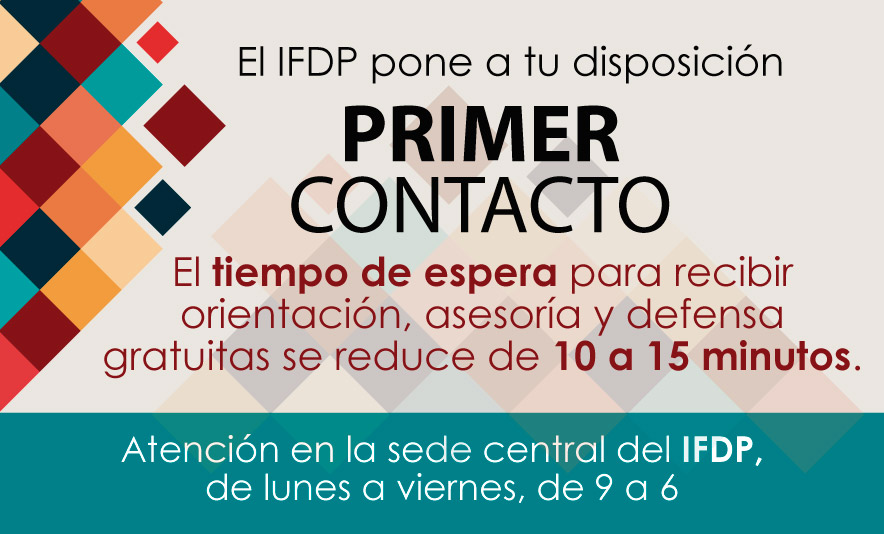 El IFDP pone a tu disposición
PRIMER
CONTACTO
El tiempo de espera para recibir
orientación, asesoría y defensa
gratuitas se reduce de 10 a 15 minutos.
Atención en la sede central del IFDP,
de lunes a viernes, de 9 a 6